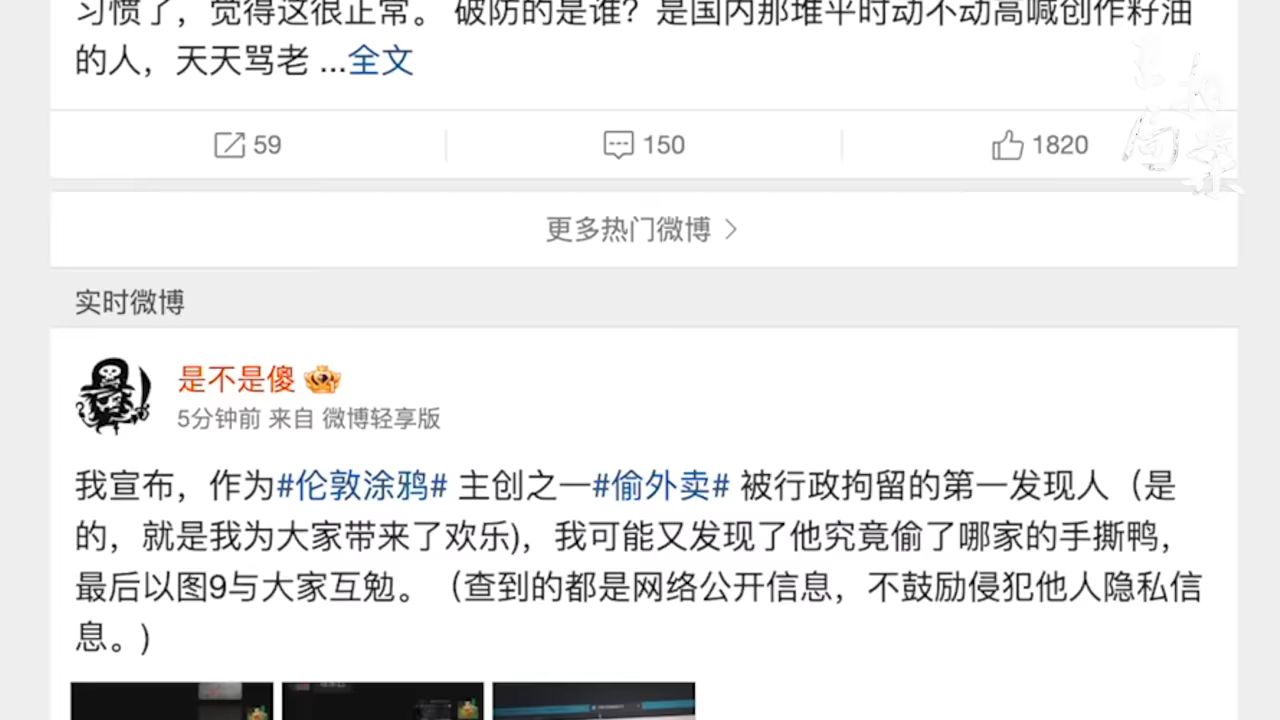 习惯了，觉得这很正常。 破防的是谁？是国内那堆平时动不动高喊创作籽油
的人，天天骂老 ...全文
59
150
1820
更多热门微博
实时微博
是不是傻
5分钟前 来自 微博轻享版
我宣布，作为#伦敦涂鸦# 主创之一#偷外卖# 被行政拘留的第一发现人（是
的，就是我为大家带来了欢乐)，我可能又发现了他究竟偷了哪家的手撕鸭，
最后以图9与大家互勉。（查到的都是网络公开信息，不鼓励侵犯他人隐私信
息。)